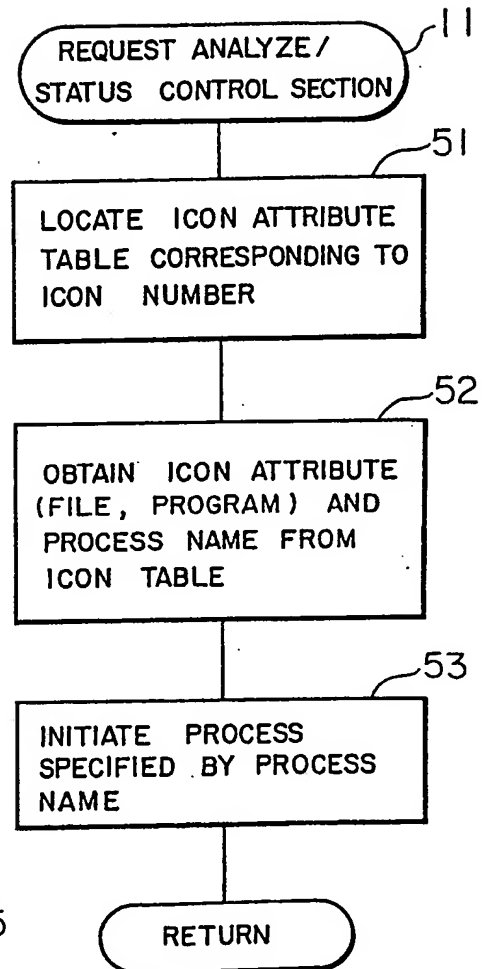 REQUEST ANALYZE/
STATUS CONTROL SECTION
11
51
LOCATE ICON ATTRIBUTE
TABLE CORRESPONDING TO
ICON NUMBER
52
OBTAIN ICON ATTRIBUTE
(FILE, PROGRAM) AND
PROCESS NAME FROM
ICON TABLE
53
INITIATE PROCESS
SPECIFIED BY PROCESS
NAME
RETURN